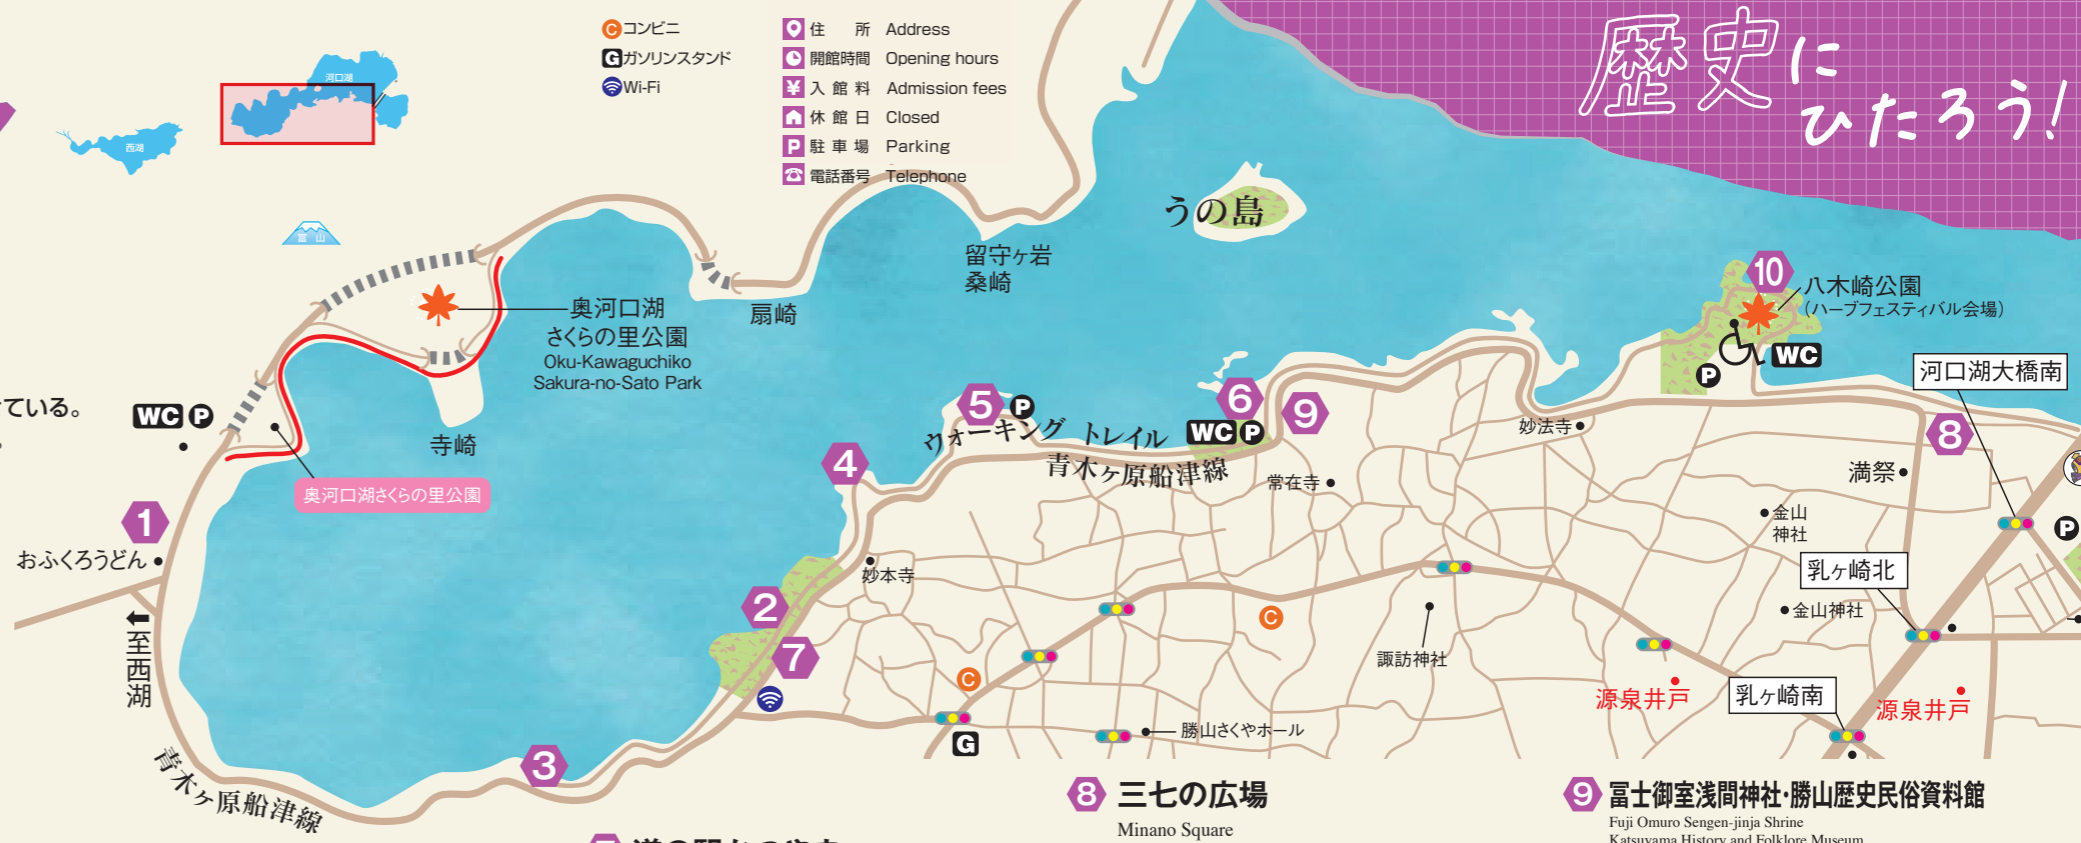 C コンビニ
G ガソリンスタンド
Wi-Fi
住所 Address
開館時間 Opening hours
¥ 入館料 Admission fees
休館日 Closed
P 駐車場 Parking
電話番号 Telephone
歴史に
ひたろう!
河口湖
西湖
富山
うの島
留守ヶ岩
桑崎
扇崎
奥河口湖
さくらの里公園
Oku-Kawaguchiko
Sakura-no-Sato Park
10
八木崎公園
(ハーブフェスティバル会場)
WC
P
河口湖大橋南
ている。
WC P
寺崎
奥河口湖さくらの里公園
5
P
ウォーキング トレイル
6
WC P
9
青木ヶ原船津線
4
妙法寺
8
常在寺
満祭
1
金山
神社
P
おふくろうどん
乳ヶ崎北
妙本寺
2
C
金山神社
←至西湖
7
諏訪神社
C
源泉井戸
乳ヶ崎南
源泉井戸
G
勝山さくやホール
3
青木ヶ原船津線
8 三七の広場
Minano Square
9 冨士御室浅間神社・勝山歴史民俗資料館
Fuji Omuro Sengen-jinja Shrine
Katsuyama History and Folklore Museum